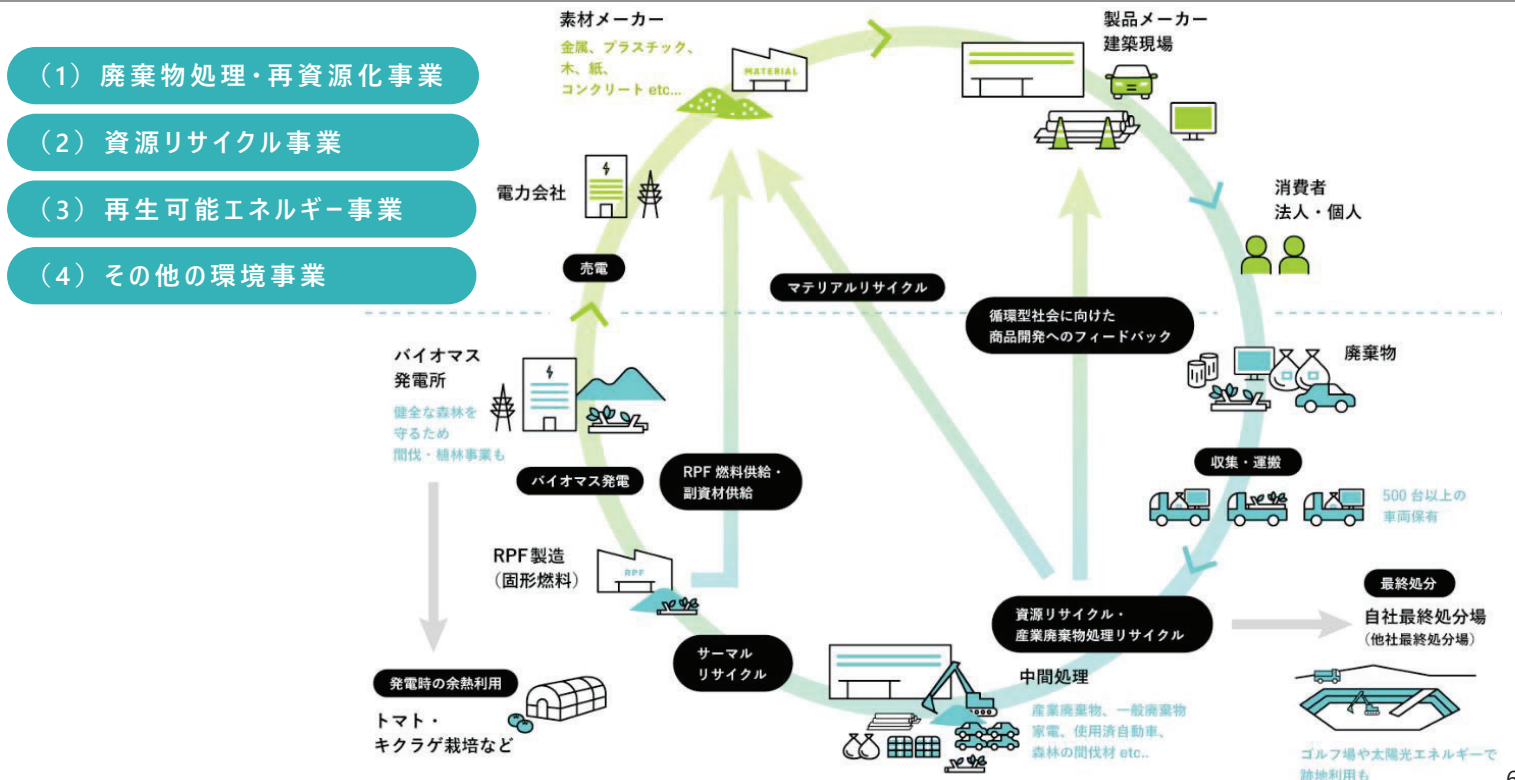 (1) 廃棄物処理・再資源化事業
(2) 資源リサイクル事業
(3) 再生可能エネルギー事業
(4) その他の環境事業
素材メーカー
金属、プラスチック、
木、紙、
コンクリート etc...
MATERIAL
製品メーカー
建築現場
電力会社
消費者
法人・個人
売電
マテリアルリサイクル
循環型社会に向けた
商品開発へのフィードバック
バイオマス
発電所
健全な森林を
守るため
間伐・植林事業も
廃棄物
バイオマス発電
RPF 燃料供給・
副資材供給
収集・運搬
500 台以上の
車両保有
RPF製造
(固形燃料)
RPF
資源リサイクル・
産業廃棄物処理リサイクル
最終処分
自社最終処分場
(他社最終処分場)
サーマル
リサイクル
中間処理
産業廃棄物、一般廃棄物
家電、使用済自動車、
森林の間伐材 etc..
発電時の余熱利用
トマト・
キクラゲ栽培など
ゴルフ場や太陽光エネルギーで
跡地利用も
6